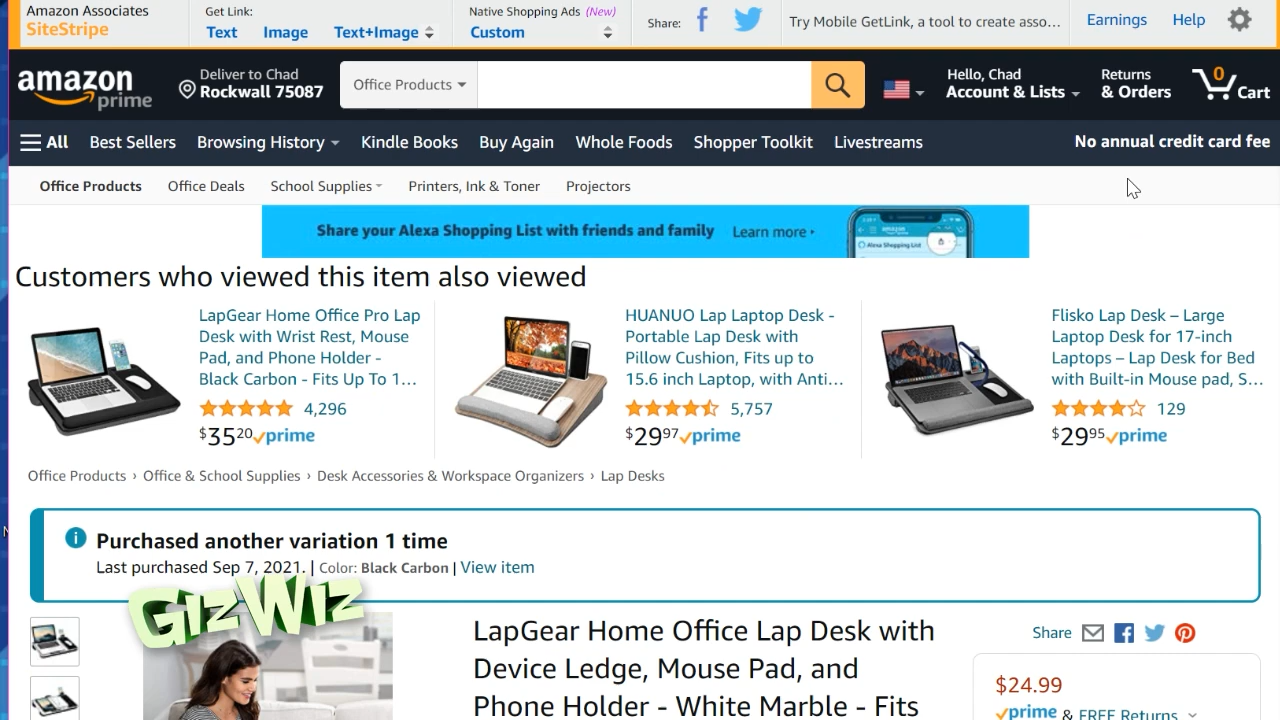 Amazon Associates
SiteStripe
Get Link:
Text Image Text+Image
Native Shopping Ads (New)
Custom
Share:
Try Mobile GetLink, a tool to create asso...
Earnings Help
amazon
prime
Deliver to Chad
Rockwall 75087
Office Products
Hello, Chad
Account & Lists
Returns
& Orders
0
Cart
All Best Sellers Browsing History Kindle Books Buy Again Whole Foods Shopper Toolkit Livestreams
No annual credit card fee
Office Products Office Deals School Supplies Printers, Ink & Toner Projectors
Share your Alexa Shopping List with friends and family Learn more
amazon
Alexa Shopping List
Customers who viewed this item also viewed
LapGear Home Office Pro Lap
Desk with Wrist Rest, Mouse
Pad, and Phone Holder -
Black Carbon - Fits Up To 1...
4,296
$3520 prime
HUANUO Lap Laptop Desk -
Portable Lap Desk with
Pillow Cushion, Fits up to
15.6 inch Laptop, with Anti...
5,757
$2997 prime
Flisko Lap Desk – Large
Laptop Desk for 17-inch
Laptops – Lap Desk for Bed
with Built-in Mouse pad, S...
129
$2995 prime
Office Products › Office & School Supplies › Desk Accessories & Workspace Organizers › Lap Desks
Purchased another variation 1 time
Last purchased Sep 7, 2021. | Color: Black Carbon | View item
GizWiz
LapGear Home Office Lap Desk with
Device Ledge, Mouse Pad, and
Phone Holder - White Marble - Fits
Share
$24.99
prime & FREE Returns